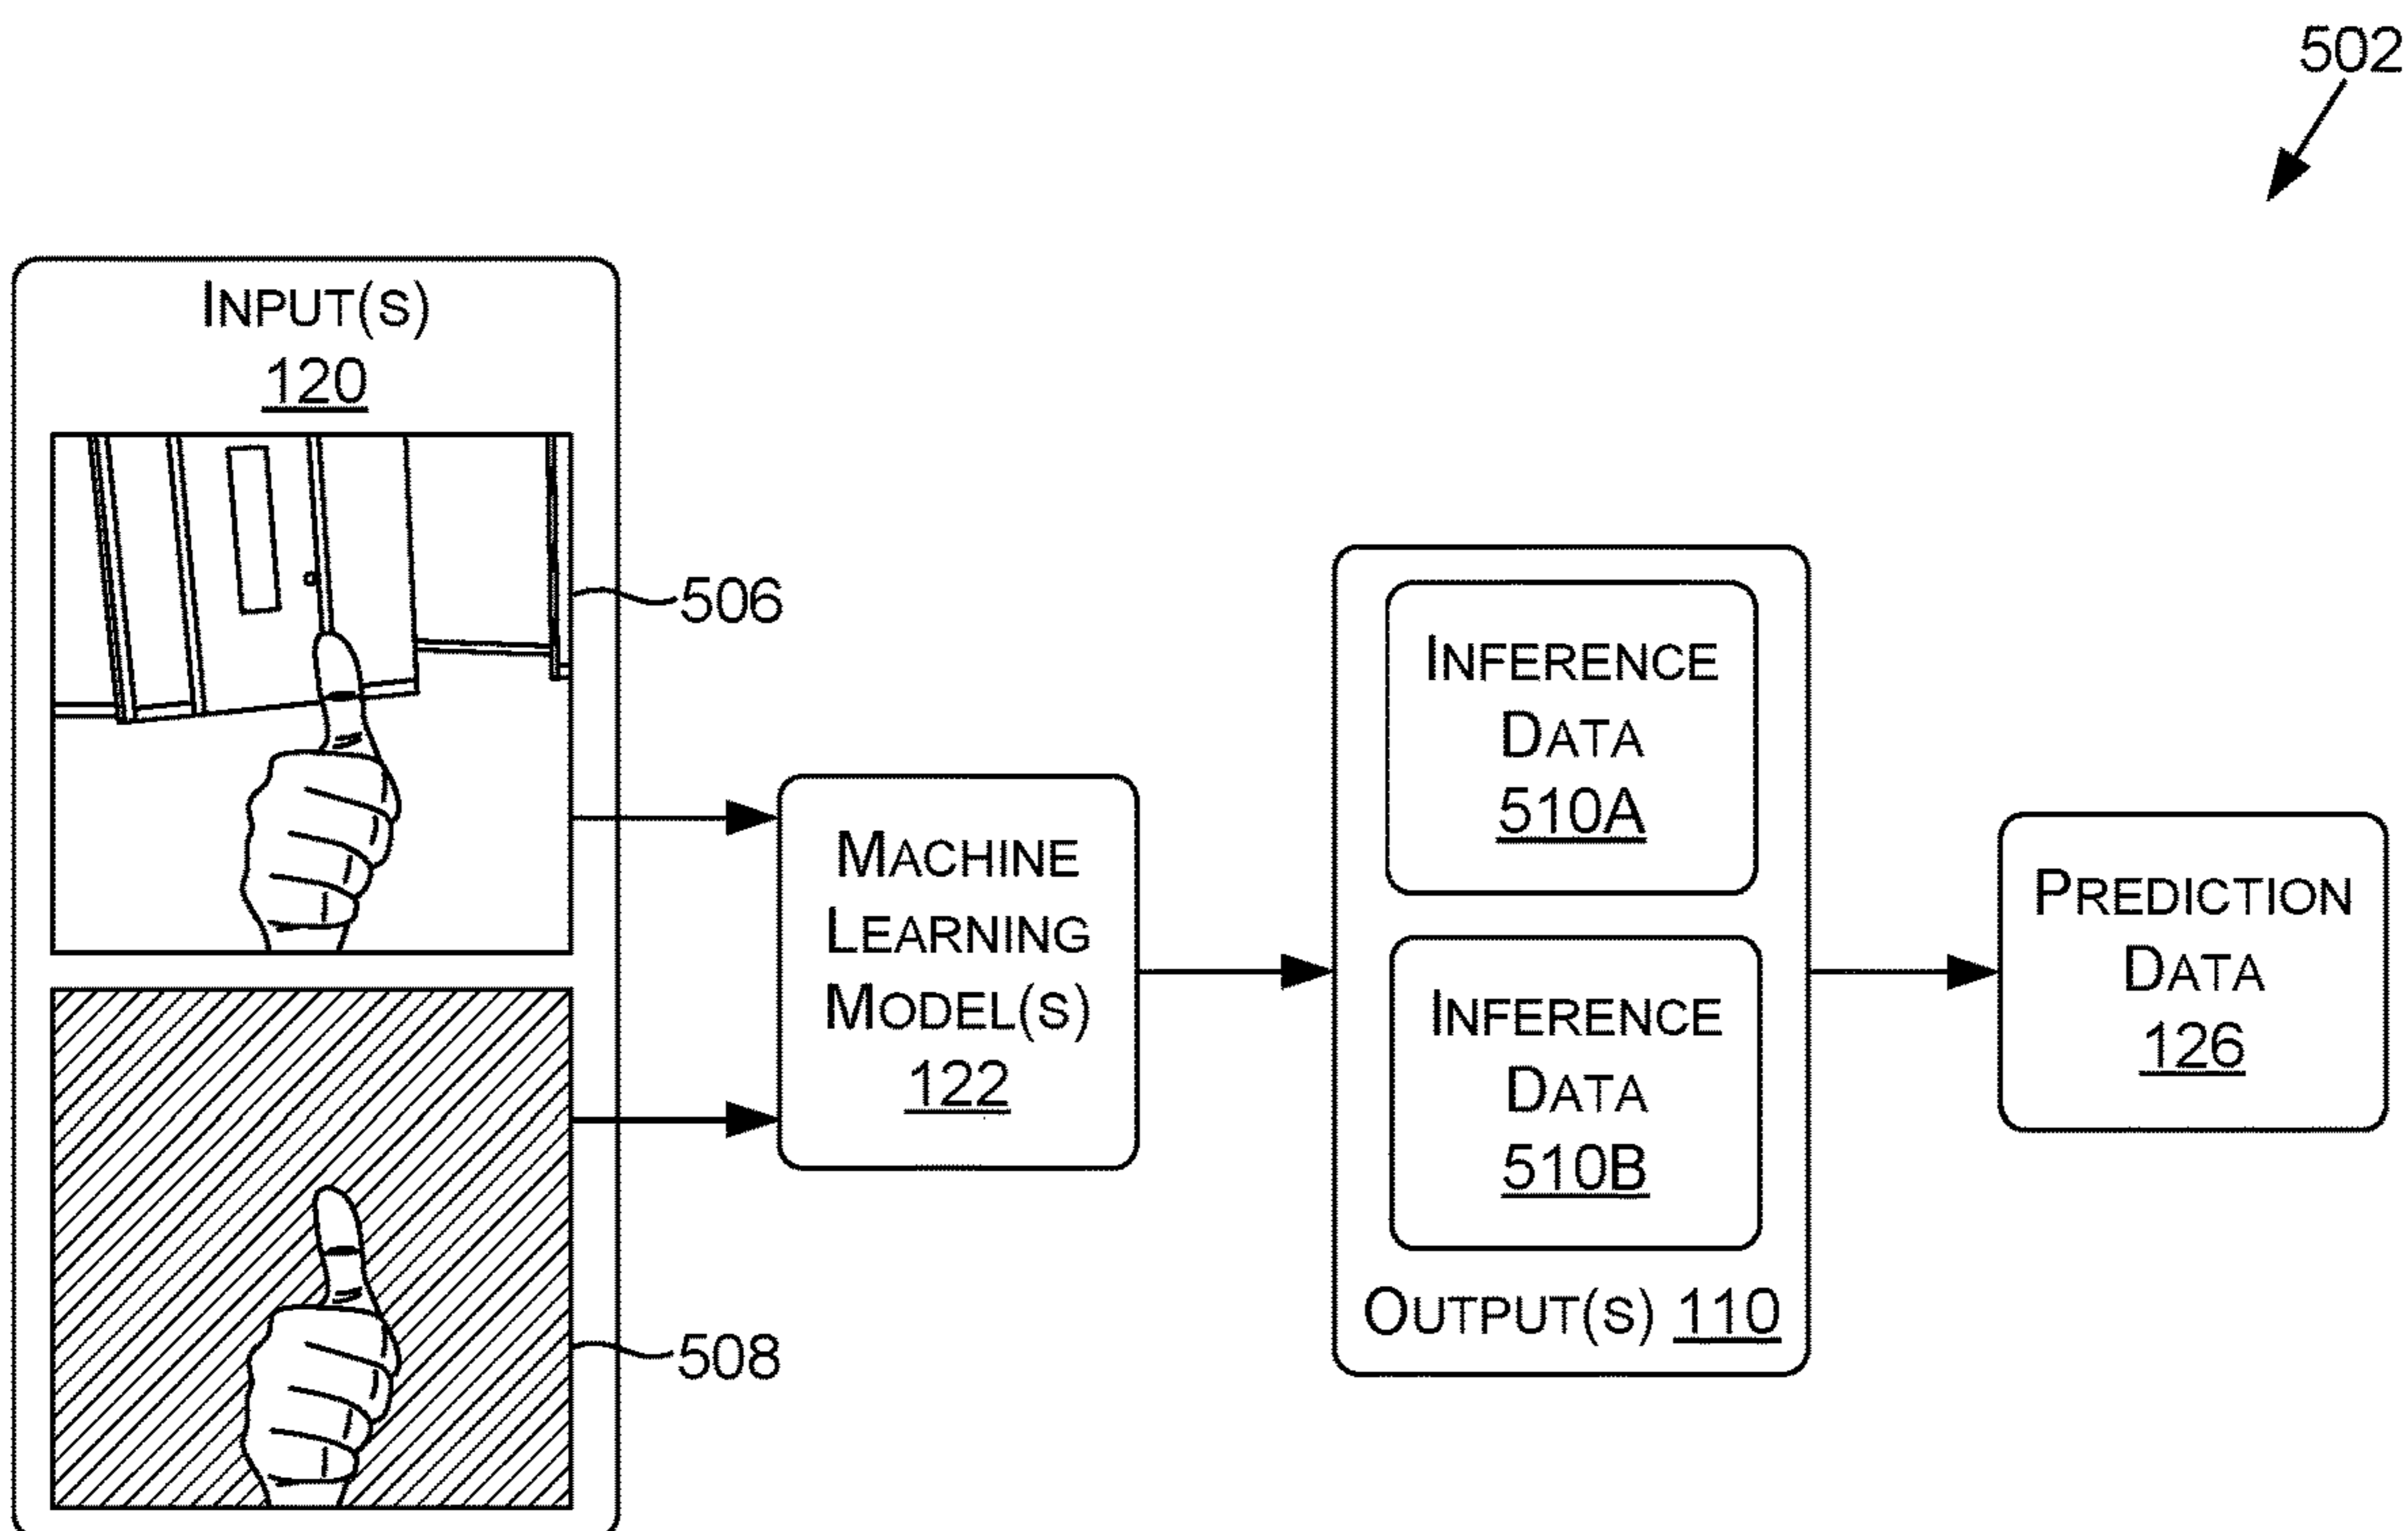 502
INPUT(S)
120
506
508
MACHINE
LEARNING
MODEL(S)
122
INFERENCE
DATA
510A
INFERENCE
DATA
510B
OUTPUT(S) 110
PREDICTION
DATA
126